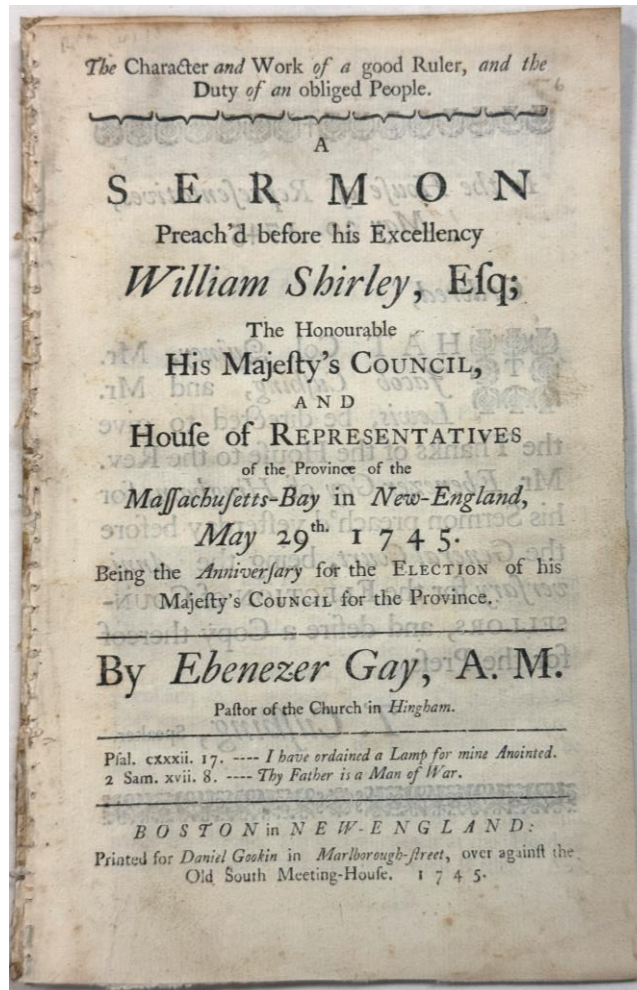 The Character and Work of a good Ruler, and the
Duty of an obliged People.
A
SERMON
Preach'd before his Excellency
William Shirley, Eſq;
The Honourable
His Majeſty's COUNCIL,
AND
Houſe of REPRESENTATIVES
of the Province of the
Maſſachuſetts-Bay in New-England,
May 29th. 1745.
Being the Anniverſary for the ELECTION of his
Majeſty's COUNCIL for the Province.
By Ebenezer Gay, A. M.
Paſtor of the Church in Hingham.
Pſal. cxxxii. 17. ---- I have ordained a Lamp for mine Anointed.
2 Sam. xvii. 8. ---- Thy Father is a Man of War.
BOSTON in NEW-ENGLAND:
Printed for Daniel Gookin in Marlborough-ſtreet, over againſt the
Old South Meeting-Houſe. 1745.